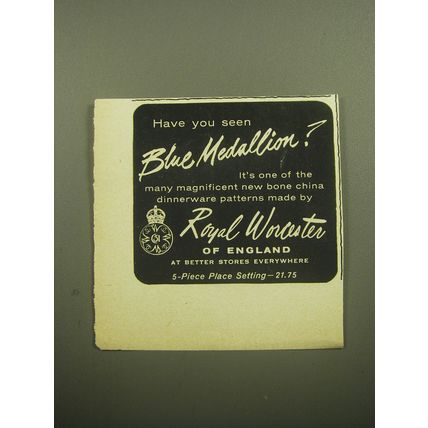 Have you seen
Blue Medallion?
It's one of the
many magnificent new bone china
dinnerware patterns made by
Royal Worcester
OF ENGLAND
AT BETTER STORES EVERYWHERE
5-Piece Place Setting—21.75